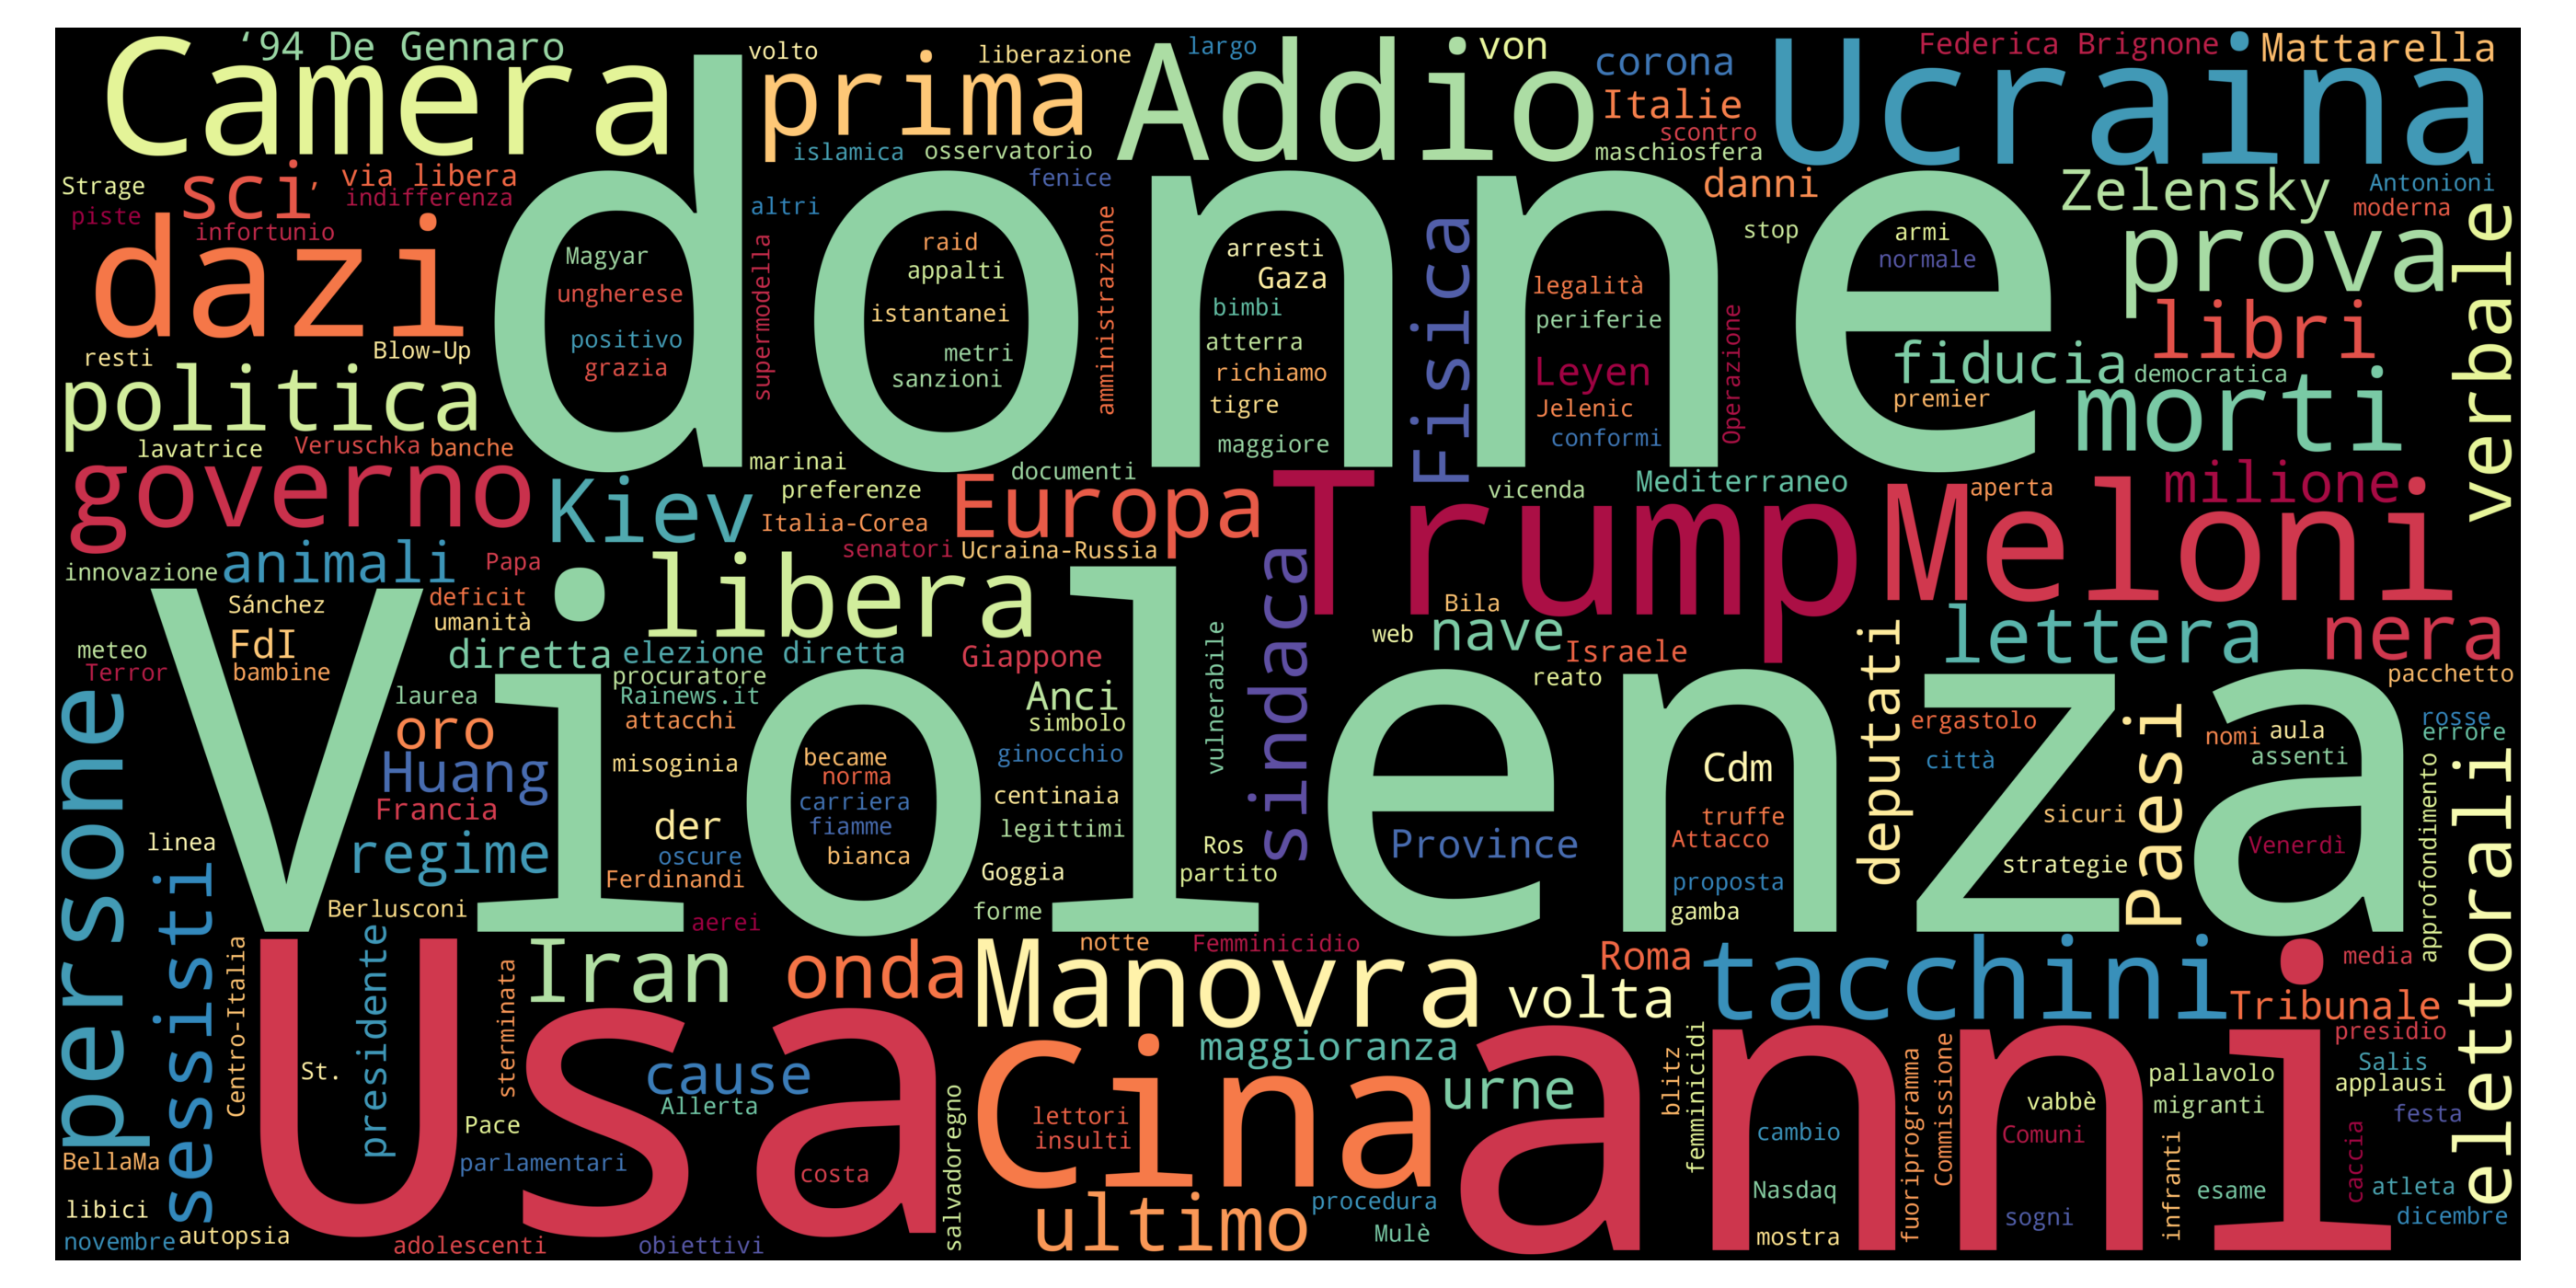 ‘94 De Gennaro
volto
liberazione
largo
von
corona
Federica Brignone
Mattarella
Camera
prima
Addio
Italie
Ucraina
scontro
islamica
osservatorio
maschiosfera
Strage
sci’
via libera
fenice
danni
Zelensky
Antonioni
piste
indifferenza
altri
moderna
infortunio
donne
stop
armi
dazi
Magyar
raid
arresti
normale
prova
appalti
Gaza
ungherese
supermodella
amministrazione
Fisica
legalità
verbale
istantanei
bimbi
periferie
Operazione
libri
positivo
atterra
resti
Blow-Up
metri
fiducia
grazia
sanzioni
richiamo
Leyen
democratica
politica
tigre
Jelenic
premier
morti
lavatrice
Veruschka
banche
maggiore
conformi
marinai
documenti
governo
Kiev
preferenze
Europa
Trump
vicenda
Mediterraneo
Meloni
aperta
milione
Italia-Corea
senatori
Ucraina-Russia
innovazione
animali
Papa
libera
sindaca
Sánchez
deficit
Bila
umanità
web
nave
lettera
nera
meteo
FdI
diretta
elezione diretta
Giappone
vulnerabile
Israele
deputati
Terror
bambine
procuratore
reato
pacchetto
Violenza
laurea
Rainews.it
Anci
persone
oro
attacchi
simbolo
ergastolo
Paesi
nomi
aula
rosse
errore
Huang
misoginia
became
ginocchio
Cdm
città
assenti
norma
Francia
carriera
centinaia
truffe
sicuri
approfondimento
elettorali
linea
regime
der
fiamme
legittimi
Province
Attacco
Venerdì
oscure
bianca
Ros
strategie
Ferdinandi
Goggia
partito
proposta
sessisti
Berlusconi
aerei
forme
gamba
presidente
Iran
onda
Manovra
notte
Femminicidio
volta
Roma
tacchini
media
Centro-Italia
sterminata
Tribunale
Usa
St.
cause
maggioranza
anni
presidio
Cina
blitz
femminicidi
Commissione
Salis
Allerta
urne
pallavolo
applausi
Pace
lettori
vabbè
migranti
festa
insulti
cambio
Comuni
BellaMa
parlamentari
costa
salvadoregno
fuoriprogramma
infranti
caccia
libici
ultimo
procedura
Nasdaq
esame
atleta
novembre
autopsia
adolescenti
obiettivi
Mulè
mostra
sogni
dicembre